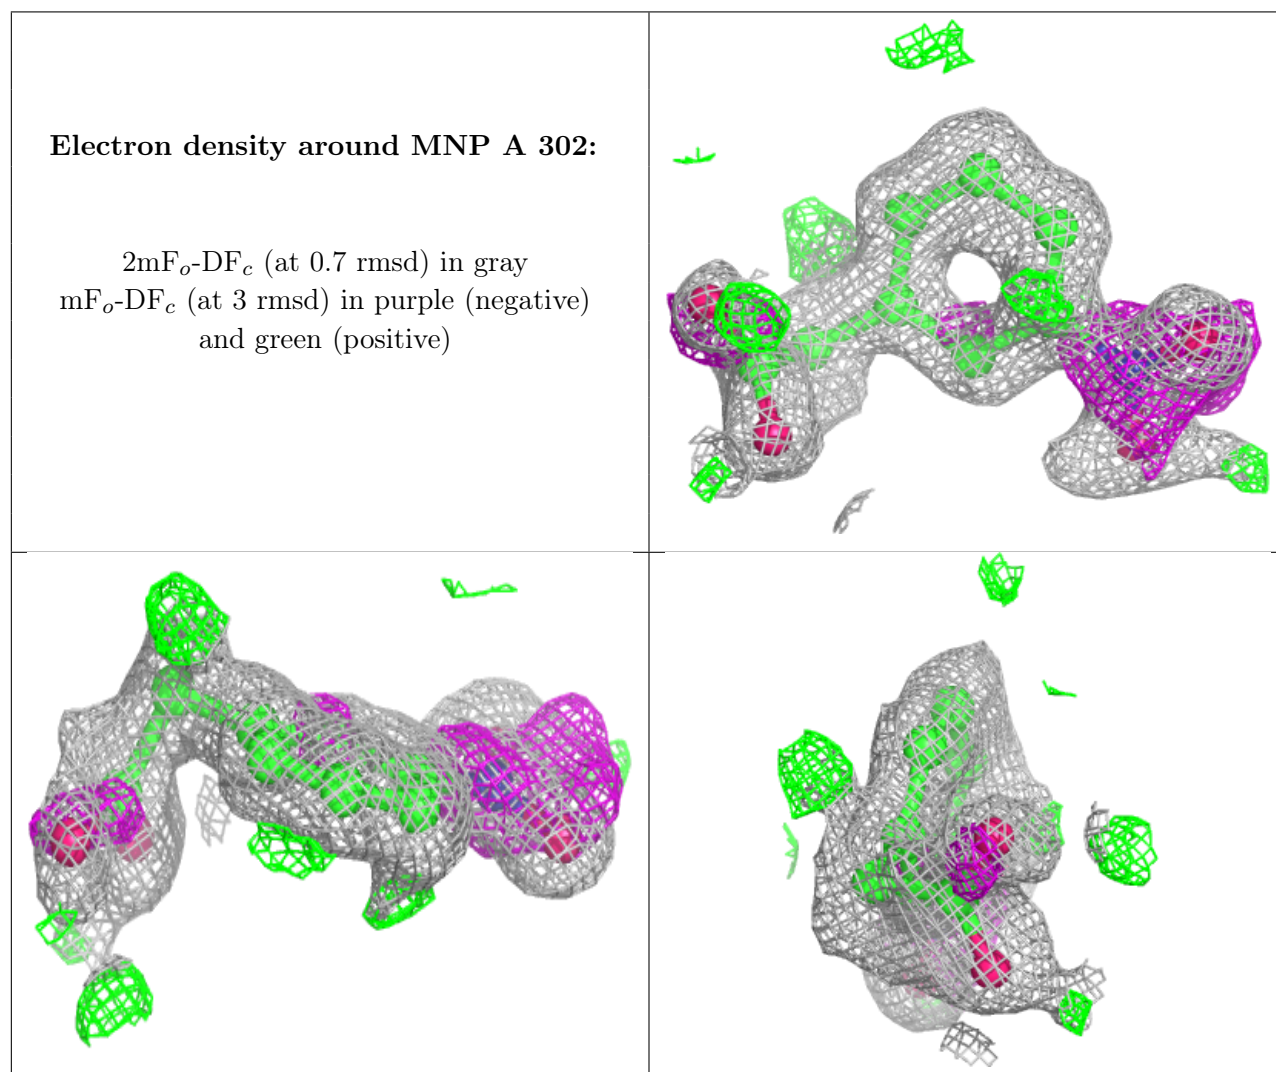 Electron density around MNP A 302:
2mFo-DFc (at 0.7 rmsd) in gray
mFo-DFc (at 3 rmsd) in purple (negative)
and green (positive)